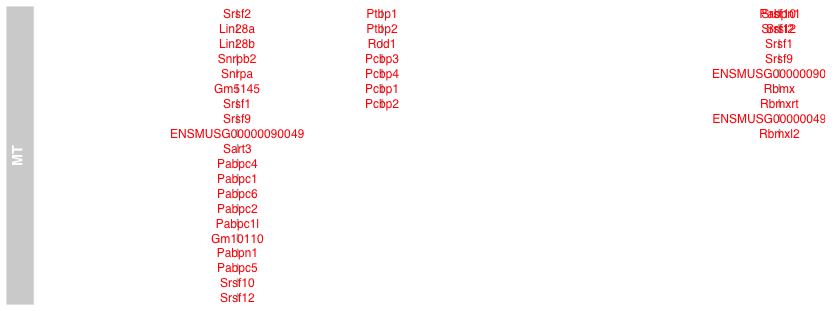 MT
Srsf2
Lin28a
Lin28b
Snrpb2
Snrpa
Gm5145
Srsf1
Srsf9
ENSMUSG00000090049
Sart3
Pabpc4
Pabpc1
Pabpc6
Pabpc2
Pabpc1l
Gm10110
Pabpn1
Pabpc5
Srsf10
Srsf12
Ptbp1
Ptbp2
Rod1
Pcbp3
Pcbp4
Pcbp1
Pcbp2
Srsf1
Srsf9
ENSMUSG00000090
Rbmx
Rbmxrt
ENSMUSG00000049
Rbmxl2